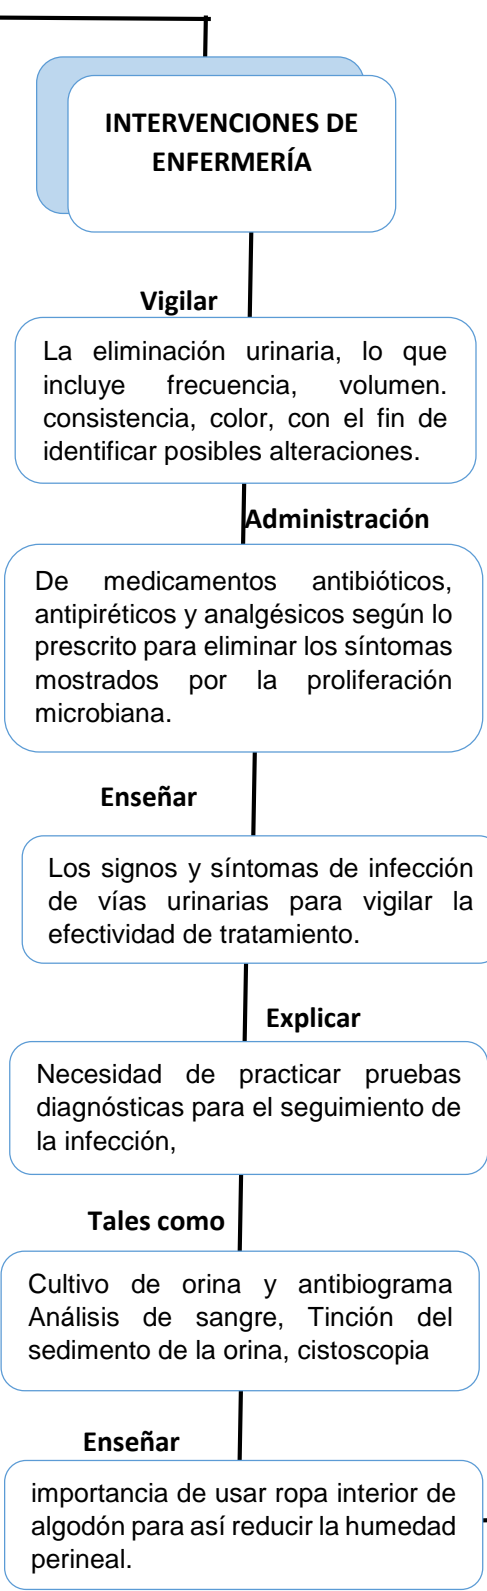 INTERVENCIONES DE
ENFERMERÍA
Vigilar
La eliminación urinaria, lo que
incluye frecuencia, volumen.
consistencia, color, con el fin de
identificar posibles alteraciones.
Administración
De medicamentos antibióticos,
antipiréticos y analgésicos según lo
prescrito para eliminar los síntomas
mostrados por la proliferación
microbiana.
Enseñar
Los signos y síntomas de infección
de vías urinarias para vigilar la
efectividad de tratamiento.
Explicar
Necesidad de practicar pruebas
diagnósticas para el seguimiento de
la infección,
Tales como
Cultivo de orina y antibiograma
Análisis de sangre, Tinción del
sedimento de la orina, cistoscopia
Enseñar
importancia de usar ropa interior de
algodón para así reducir la humedad
perineal.